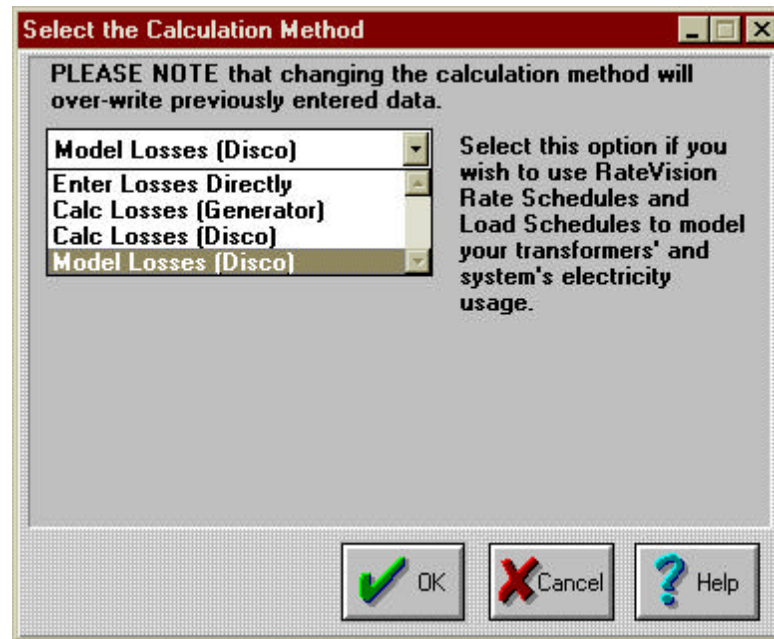 Select the Calculation Method
PLEASE NOTE that changing the calculation method will
over-write previously entered data.
Model Losses (Disco)
Enter Losses Directly
Calc Losses (Generator)
Calc Losses (Disco)
Model Losses (Disco)
Select this option if you
wish to use RateVision
Rate Schedules and
Load Schedules to model
your transformers' and
system's electricity
usage.
OK
Cancel
Help